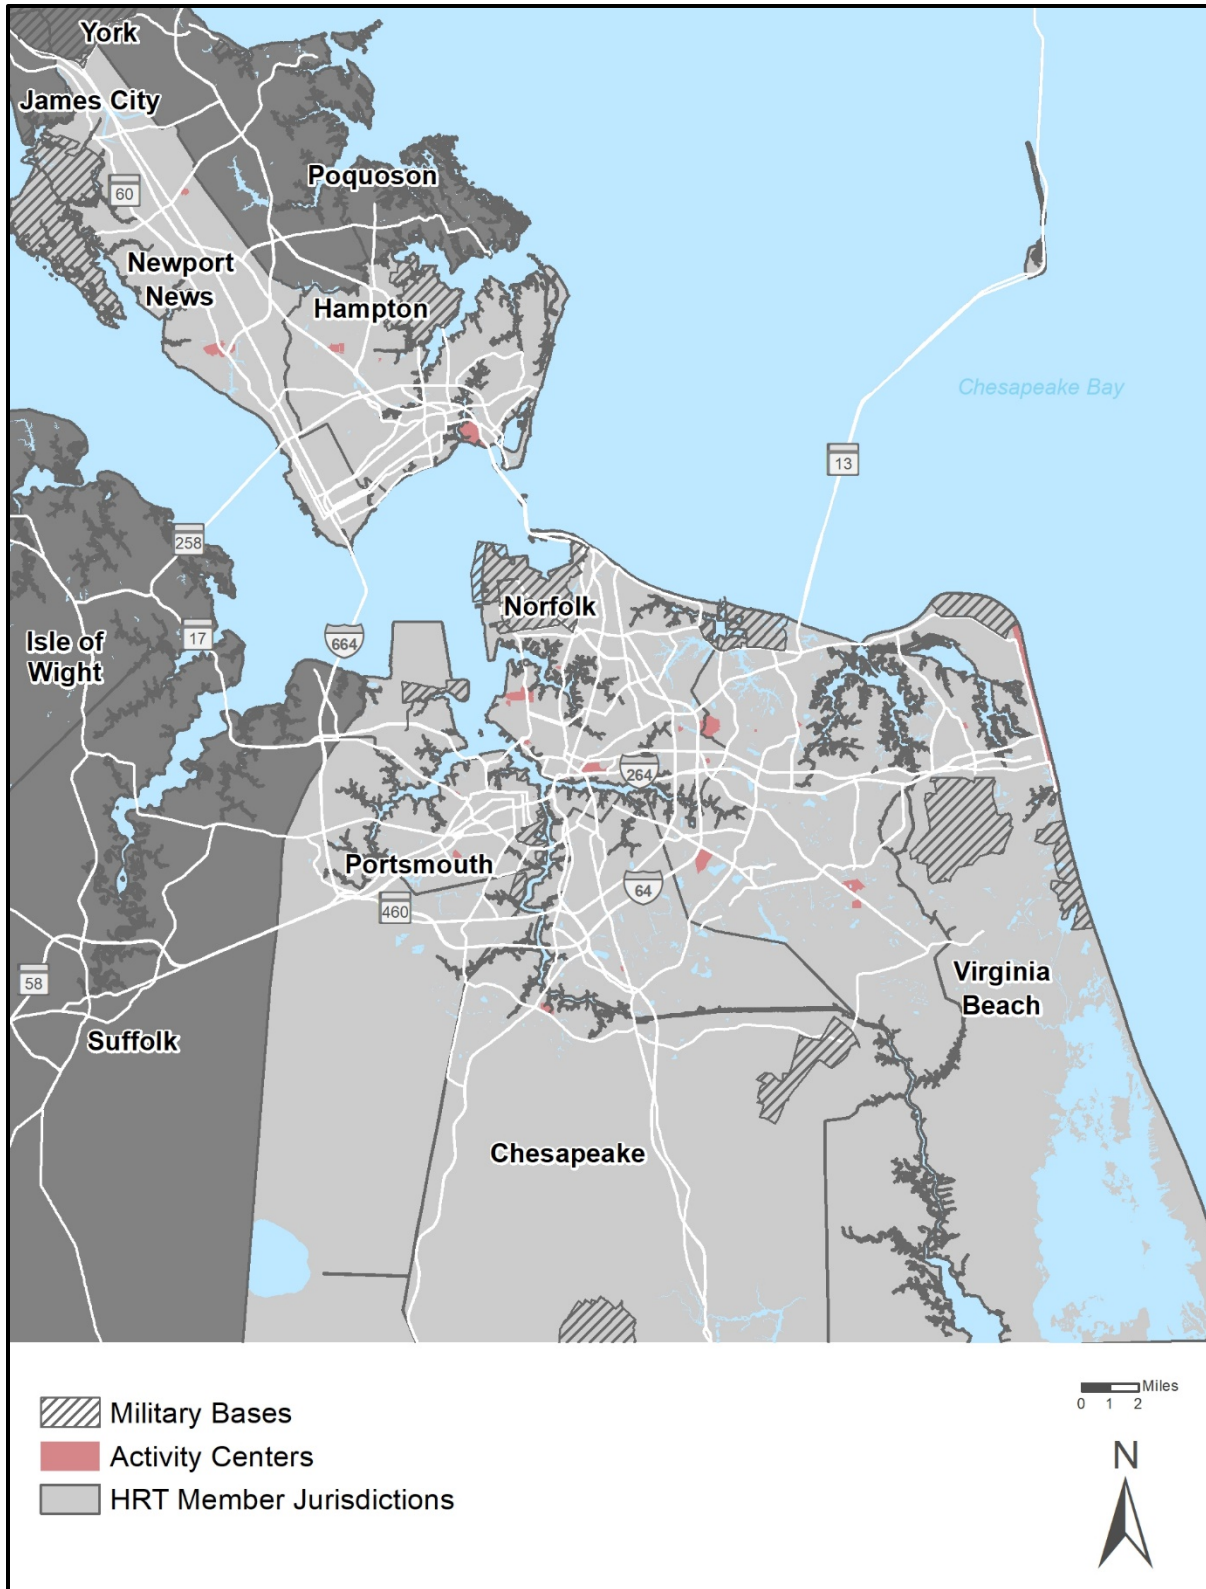 York
James City
Poquoson
60
Newport
News
Hampton
Chesapeake Bay
13
258
Norfolk
17
664
Isle of
Wight
264
Portsmouth
64
460
58
Virginia
Beach
Suffolk
Chesapeake
Military Bases
Activity Centers
HRT Member Jurisdictions
Miles
0 1 2
N